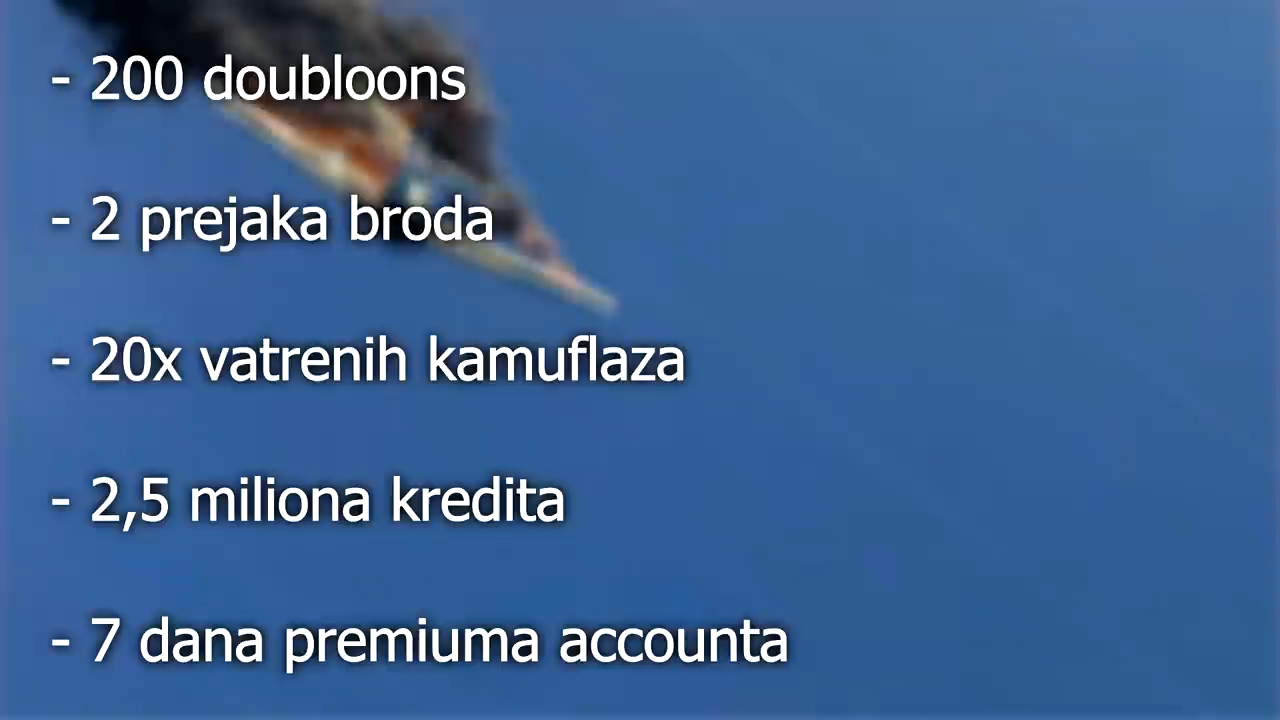 - 200 doubloons
- 2 prejaka broda
- 20x vatrenih kamuflaza
- 2,5 miliona kredita
- 7 dana premiuma accounta